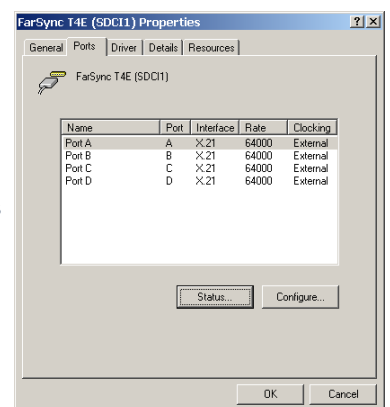 FarSync T4E (SDCI1) Properties ? X
General Ports Driver Details Resources
FarSync T4E (SDCI1)
Name Port Interface Rate Clocking
Port A A X.21 64000 External
Port B B X.21 64000 External
Port C C X.21 64000 External
Port D D X.21 64000 External
Status... Configure...
OK Cancel